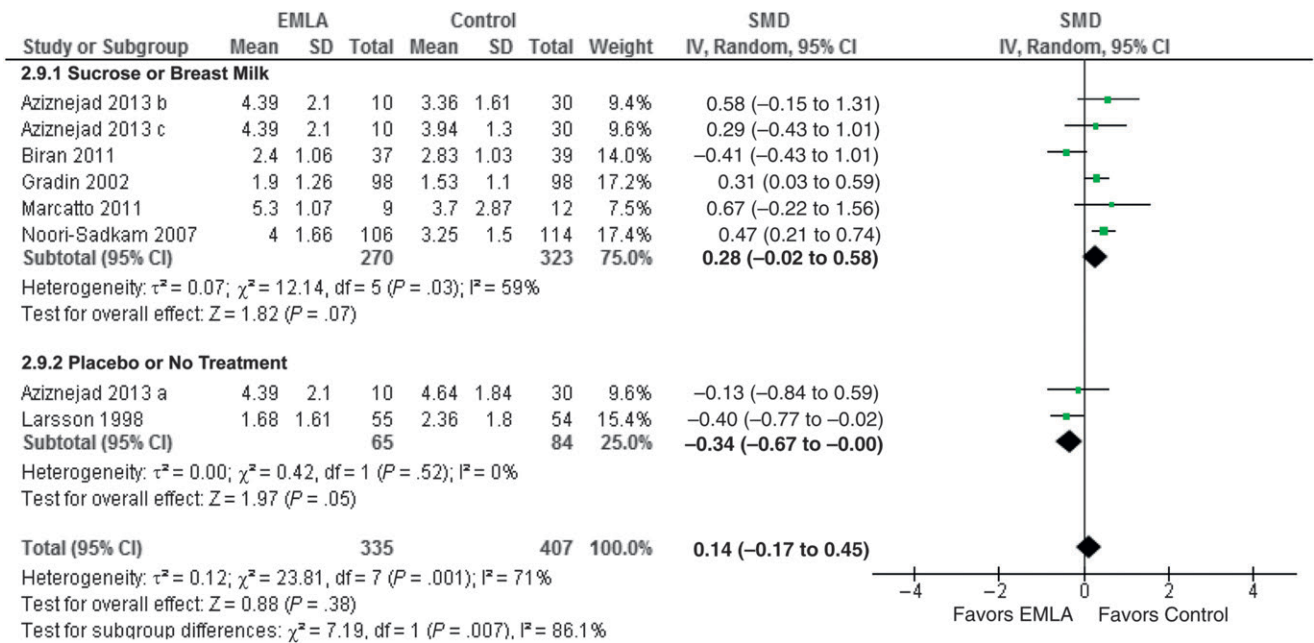 EMLA Control SMD SMD
Study or Subgroup Mean SD Total Mean SD Total Weight IV, Random, 95% CI IV, Random, 95% CI
2.9.1 Sucrose or Breast Milk
Aziznejad 2013 b 4.39 2.1 10 3.36 1.61 30 9.4% 0.58 (–0.15 to 1.31)
Aziznejad 2013 c 4.39 2.1 10 3.94 1.3 30 9.6% 0.29 (–0.43 to 1.01)
Biran 2011 2.4 1.06 37 2.83 1.03 39 14.0% –0.41 (–0.43 to 1.01)
Gradin 2002 1.9 1.26 98 1.53 1.1 98 17.2% 0.31 (0.03 to 0.59)
Marcatto 2011 5.3 1.07 9 3.7 2.87 12 7.5% 0.67 (–0.22 to 1.56)
Noori-Sadkam 2007 4 1.66 106 3.25 1.5 114 17.4% 0.47 (0.21 to 0.74)
Subtotal (95% CI) 270 323 75.0% 0.28 (–0.02 to 0.58)
Heterogeneity: τ² = 0.07; χ² = 12.14, df = 5 (P = .03); I² = 59%
Test for overall effect: Z = 1.82 (P = .07)
2.9.2 Placebo or No Treatment
Aziznejad 2013 a 4.39 2.1 10 4.64 1.84 30 9.6% –0.13 (–0.84 to 0.59)
Larsson 1998 1.68 1.61 55 2.36 1.8 54 15.4% –0.40 (–0.77 to –0.02)
Subtotal (95% CI) 65 84 25.0% –0.34 (–0.67 to –0.00)
Heterogeneity: τ² = 0.00; χ² = 0.42, df = 1 (P = .52); I² = 0%
Test for overall effect: Z = 1.97 (P = .05)
Total (95% CI) 335 407 100.0% 0.14 (–0.17 to 0.45)
Heterogeneity: τ² = 0.12; χ² = 23.81, df = 7 (P = .001); I² = 71%
Test for overall effect: Z = 0.88 (P = .38)
Test for subgroup differences: χ² = 7.19, df = 1 (P = .007), I² = 86.1%
–4 –2 0 2 4
Favors EMLA Favors Control